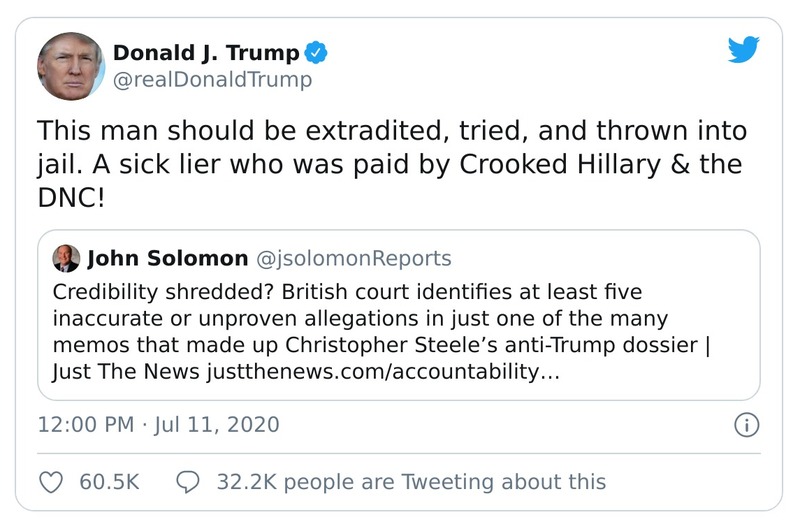 Donald J. Trump
@realDonaldTrump
This man should be extradited, tried, and thrown into
jail. A sick lier who was paid by Crooked Hillary & the
DNC!
John Solomon @jsolomonReports
Credibility shredded? British court identifies at least five
inaccurate or unproven allegations in just one of the many
memos that made up Christopher Steele’s anti-Trump dossier |
Just The News justthenews.com/accountability…
12:00 PM · Jul 11, 2020
60.5K 32.2K people are Tweeting about this